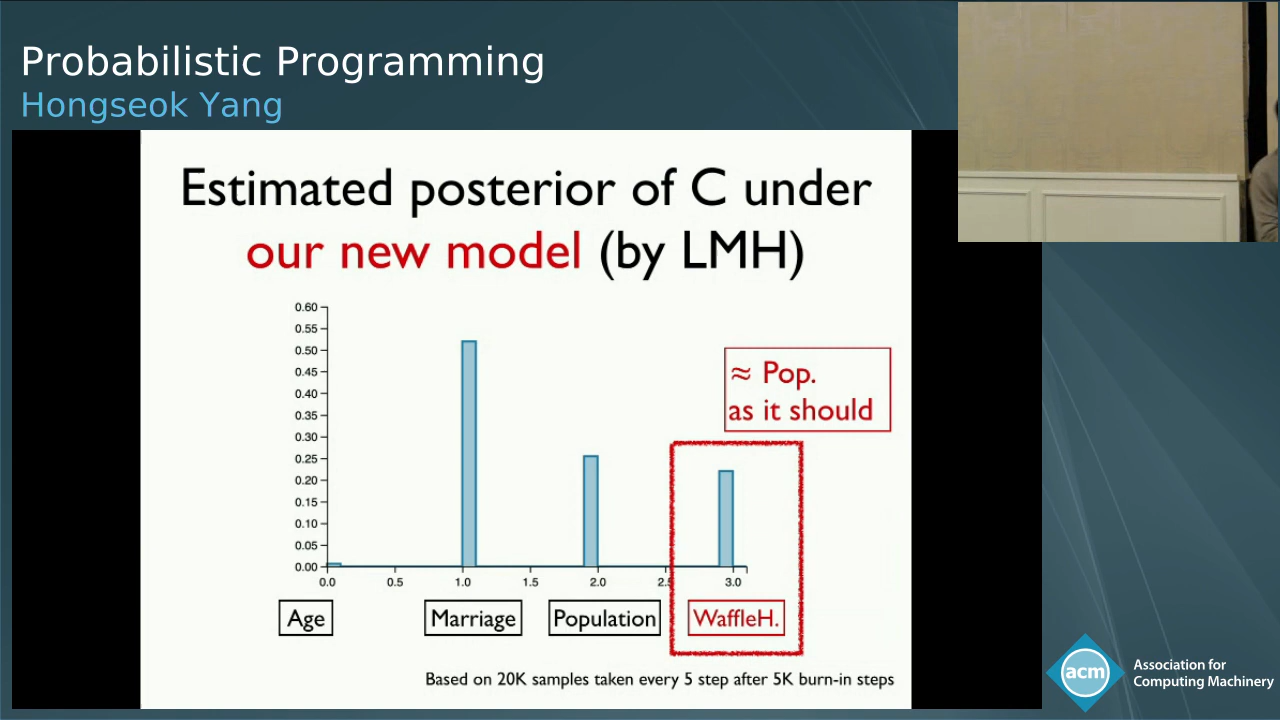 Probabilistic Programming
Hongseok Yang
Estimated posterior of C under
our new model (by LMH)
0.60
0.55
0.50
0.45
0.40
0.35
0.30
0.25
0.20
0.15
0.10
0.05
0.00
≈ Pop.
as it should
0.0 0.5 1.0 1.5 2.0 2.5 3.0
Age Marriage Population WaffleH.
Based on 20K samples taken every 5 step after 5K burn-in steps
acm
Association for
Computing Machinery